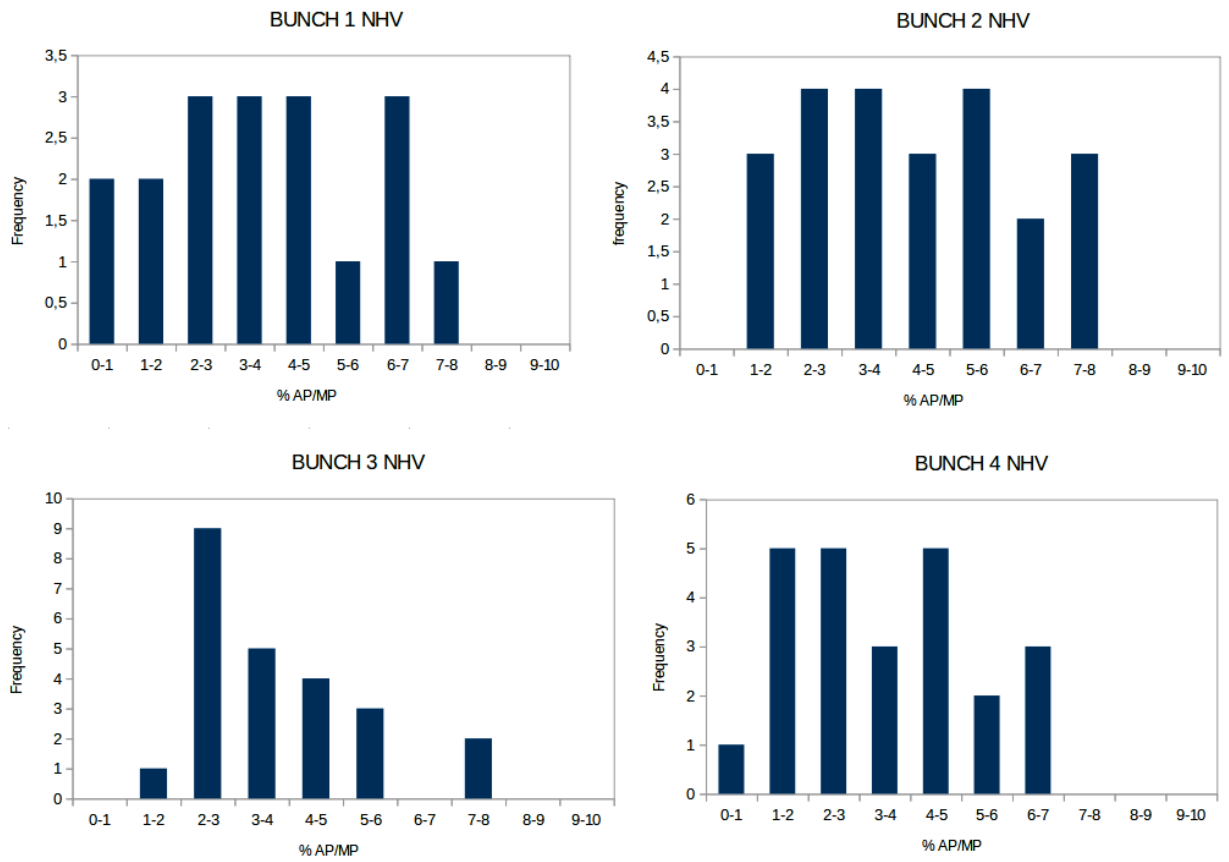 BUNCH 1 NHV
3,5
3
2,5
2
1,5
1
0,5
0
Frequency
0-1 1-2 2-3 3-4 4-5 5-6 6-7 7-8 8-9 9-10
% AP/MP
BUNCH 2 NHV
4,5
4
3,5
3
2,5
2
1,5
1
0,5
0
frequency
0-1 1-2 2-3 3-4 4-5 5-6 6-7 7-8 8-9 9-10
% AP/MP
BUNCH 3 NHV
10
9
8
7
6
5
4
3
2
1
0
Frequency
0-1 1-2 2-3 3-4 4-5 5-6 6-7 7-8 8-9 9-10
% AP/MP
BUNCH 4 NHV
6
5
4
3
2
1
0
Frequency
0-1 1-2 2-3 3-4 4-5 5-6 6-7 7-8 8-9 9-10
% AP/MP